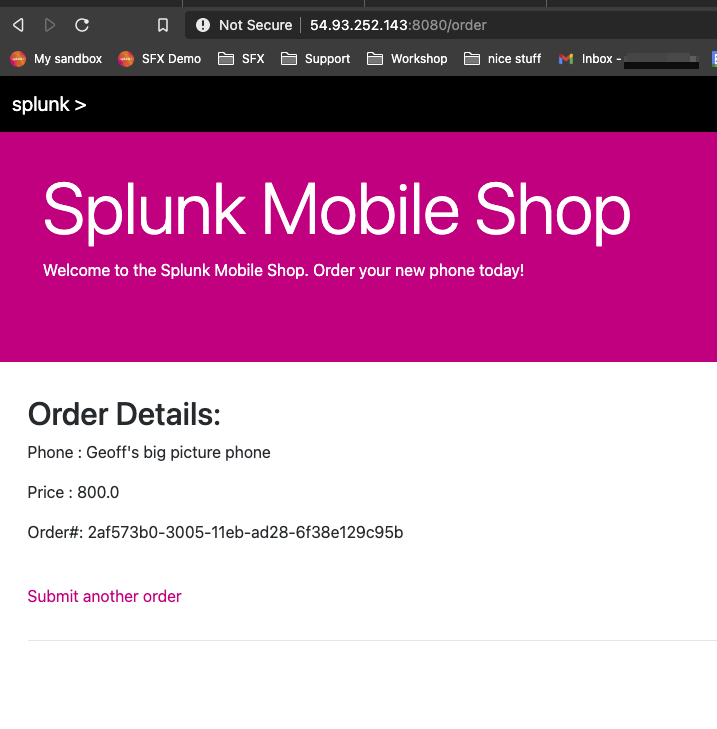 Not Secure | 54.93.252.143:8080/order
My sandbox SFX Demo SFX Support Workshop nice stuff Inbox -
splunk >
Splunk Mobile Shop
Welcome to the Splunk Mobile Shop. Order your new phone today!
Order Details:
Phone : Geoff's big picture phone
Price : 800.0
Order#: 2af573b0-3005-11eb-ad28-6f38e129c95b
Submit another order